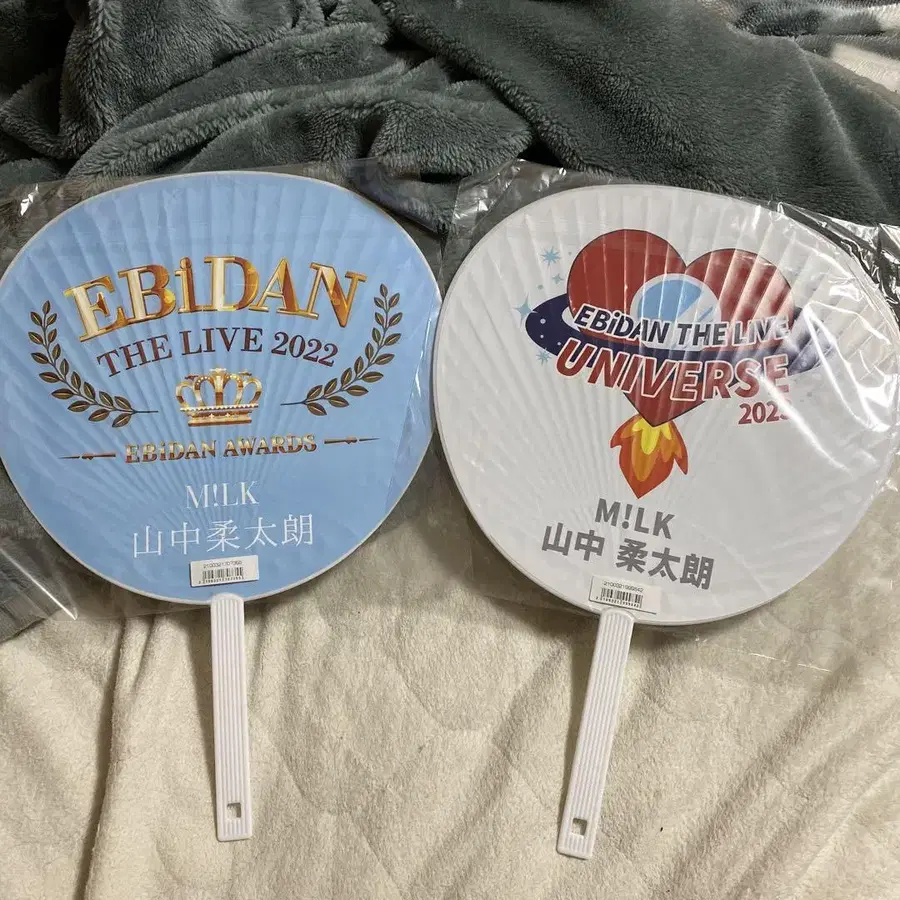 EBiDAN
THE LIVE 2022
EBiDAN AWARDS
M!LK
山中柔太朗
EBiDAN THE LIVE
UNIVERSE
M!LK
山中 柔太朗